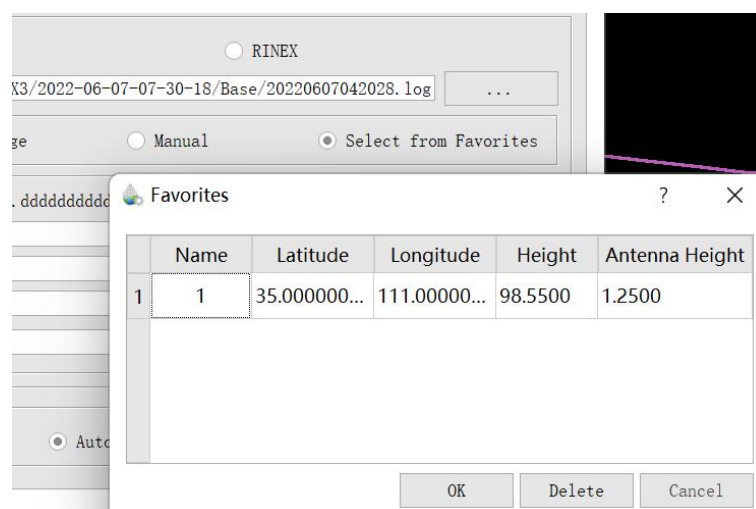 RINEX
X3/2022-06-07-07-30-18/Base/20220607042028.log ...
ge Manual Select from Favorites
.dddddddddd
Favorites ? X
Name Latitude Longitude Height Antenna Height
1 1 35.000000... 111.00000... 98.5500 1.2500
Auto
OK Delete Cancel